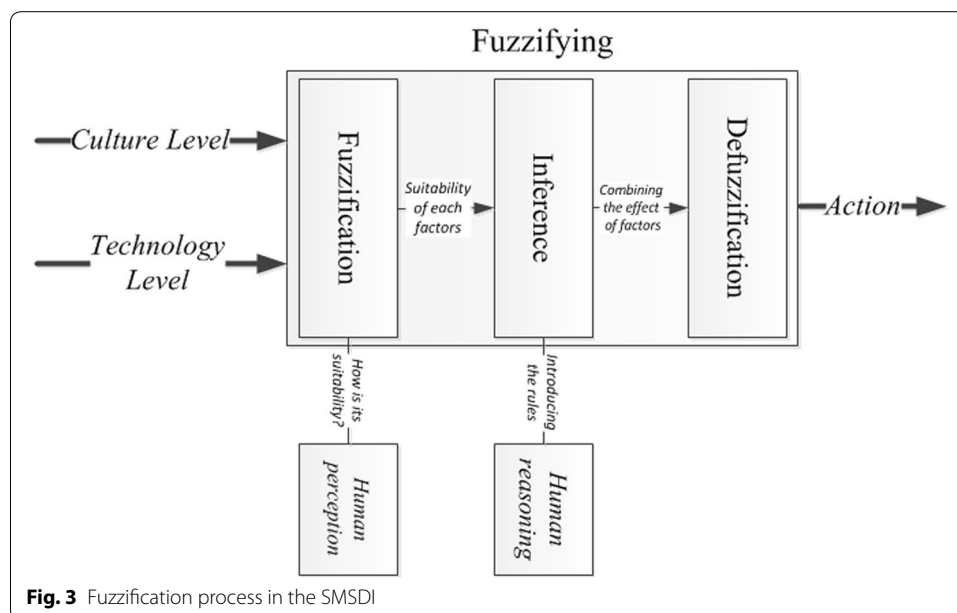 Fuzzifying
Culture Level
Technology
Level
Fuzzification
Suitability
of each
factors
Inference
Combining
the effect
of factors
Defuzzification
Action
How is its
suitability?
Introducing
the rules
Human
perception
Human
reasoning
Fig. 3 Fuzzification process in the SMSDI